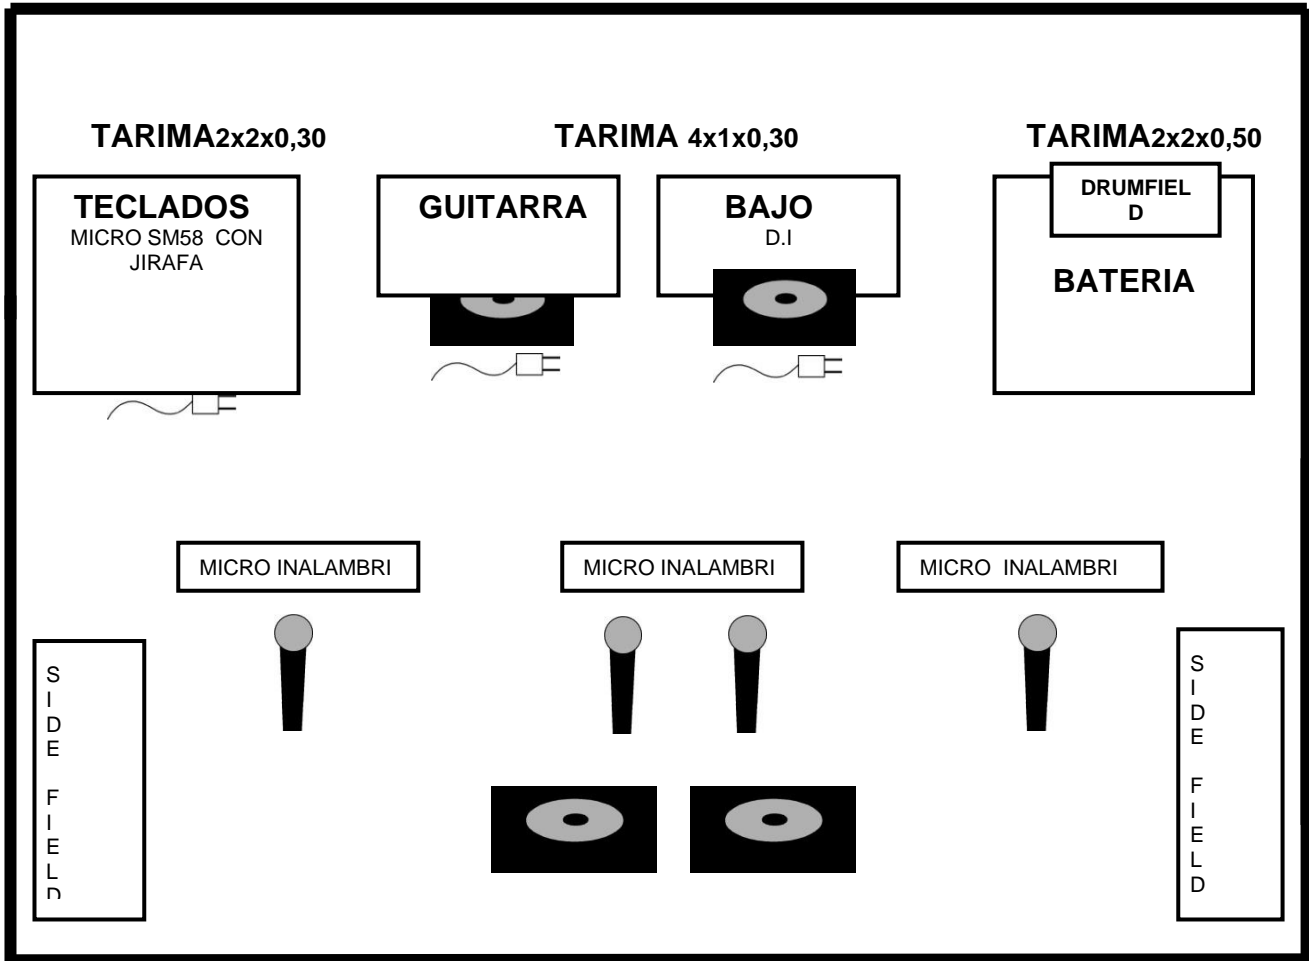 TARIMA2x2x0,30
TARIMA 4x1x0,30
TARIMA2x2x0,50
TECLADOS
MICRO SM58 CON
JIRAFA
GUITARRA
BAJO
D.I
DRUMFIEL
D
BATERIA
MICRO INALAMBRI
MICRO INALAMBRI
MICRO INALAMBRI
S
I
D
E
F
I
E
L
D
S
I
D
E
F
I
E
L
D